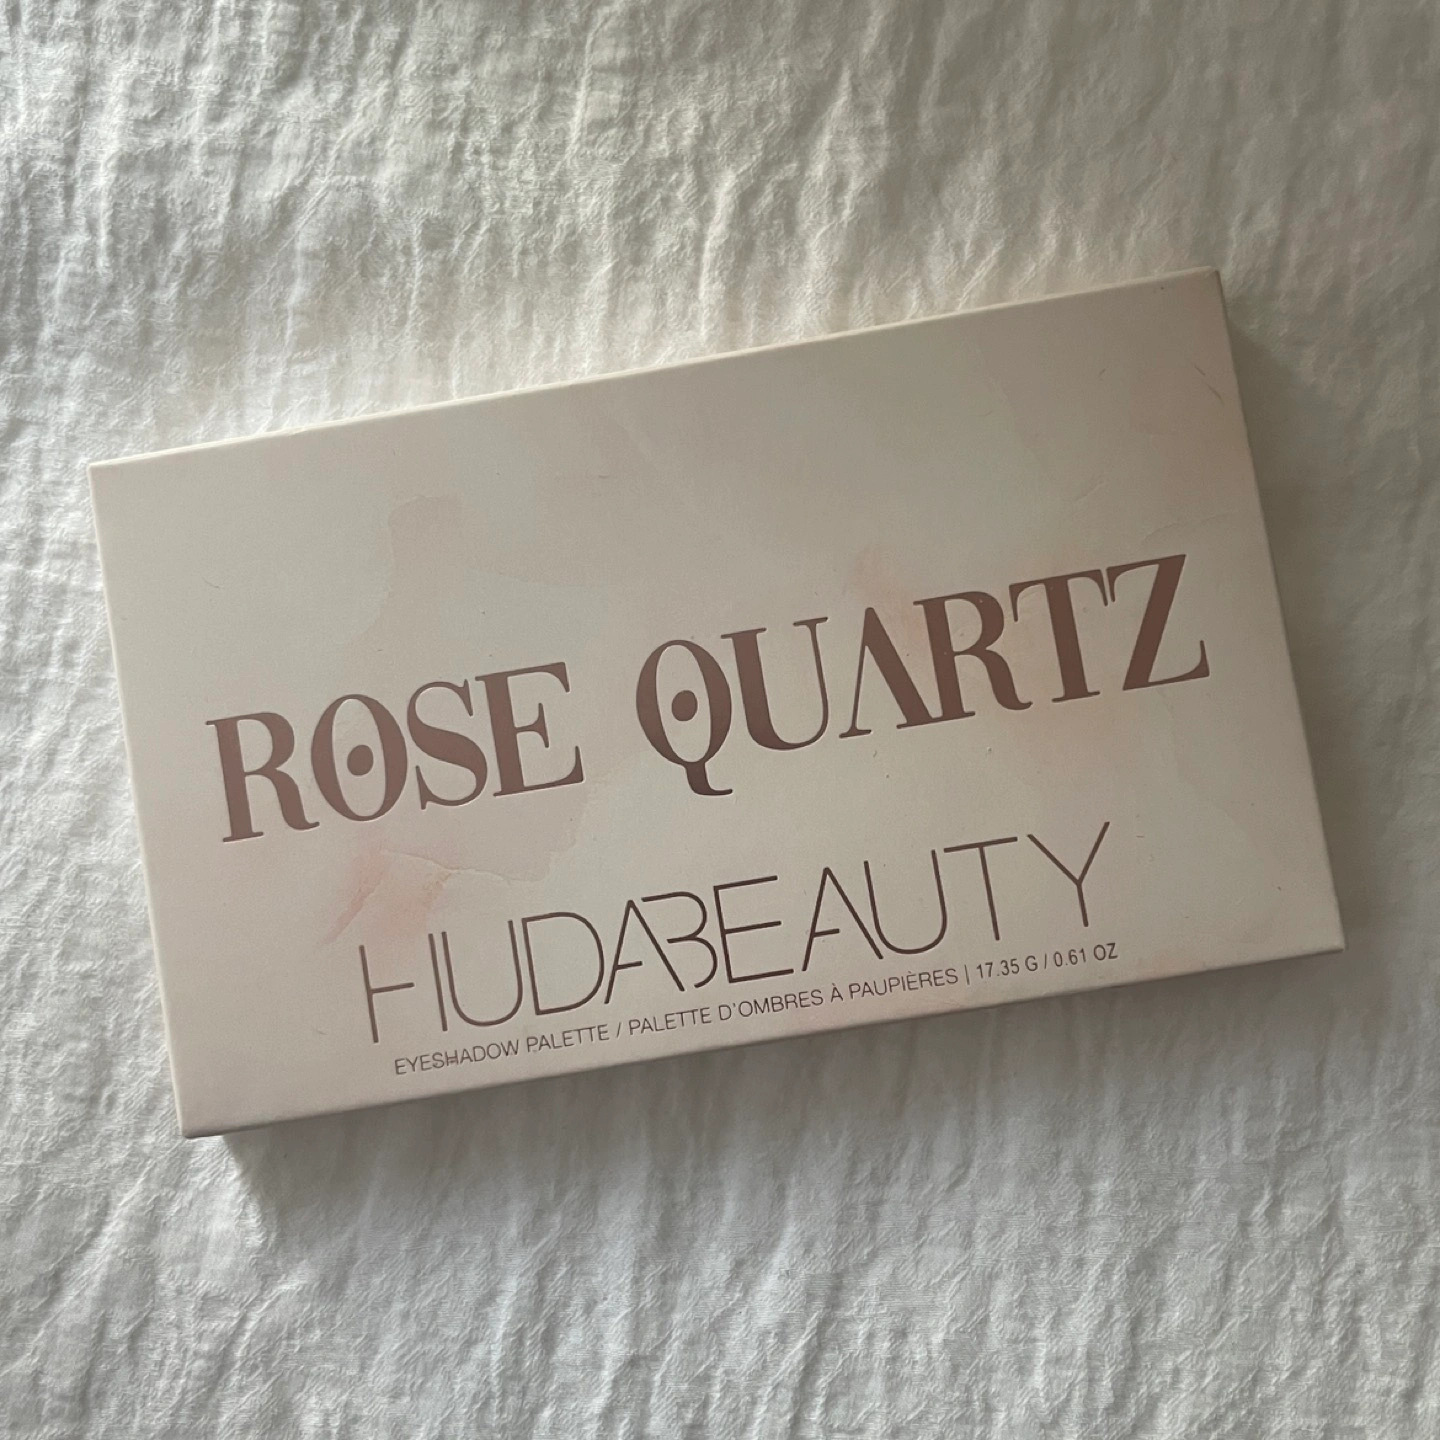 ROSE QUARTZ
HUDABEAUTY
EYESHADOW PALETTE / PALETTE D'OMBRES À PAUPIÈRES | 17.35 G / 0.61 OZ